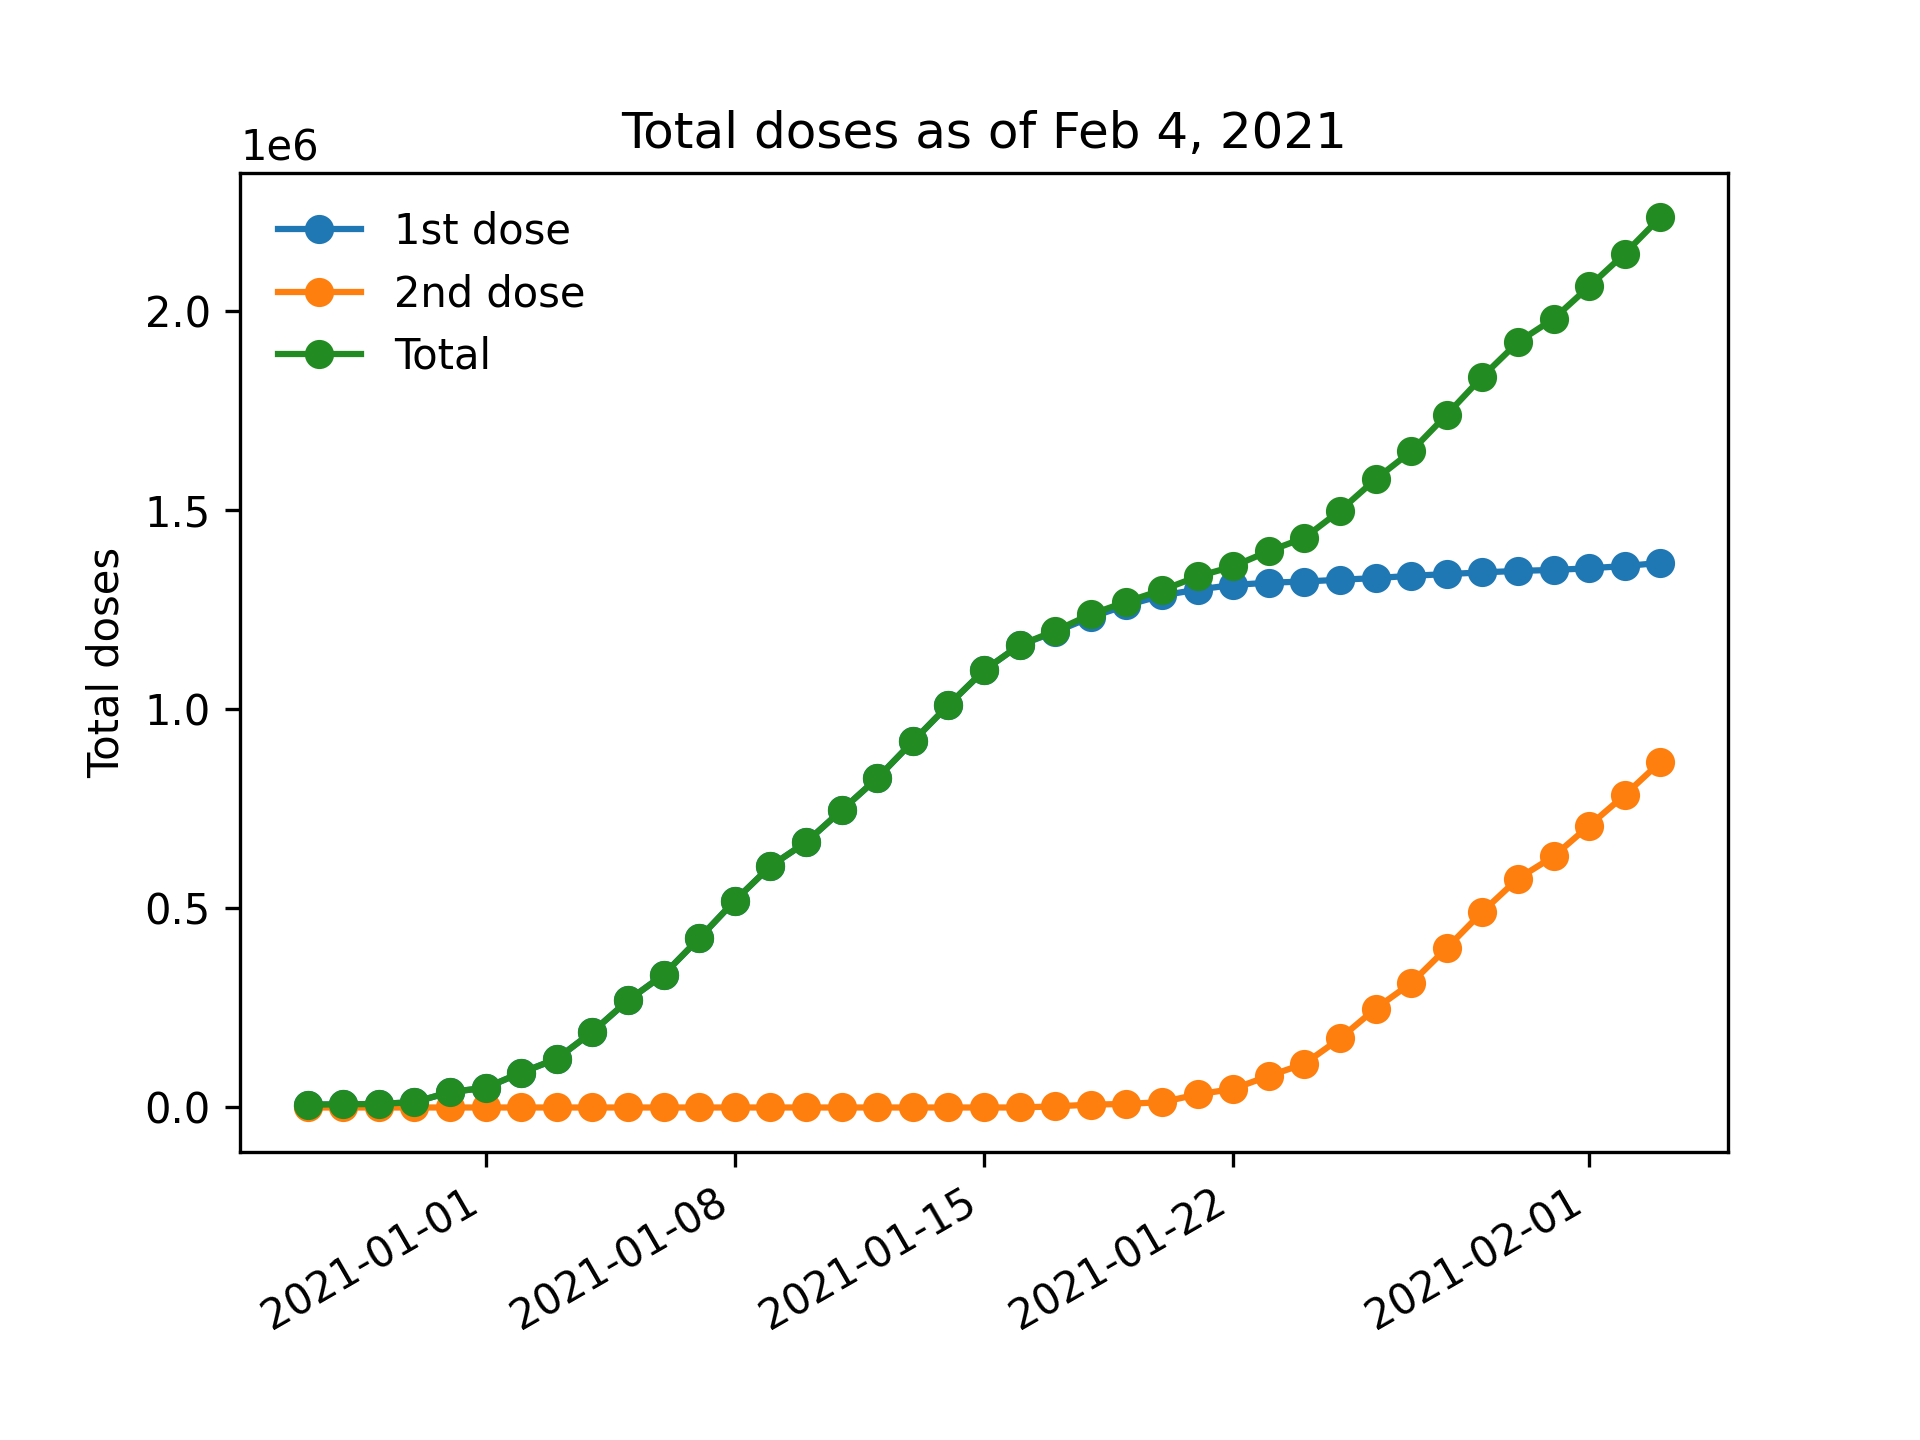 Total doses as of Feb 4, 2021
1e6
1st dose
2nd dose
Total
2.0
1.5
1.0
0.5
0.0
Total doses
2021-01-01
2021-01-08
2021-01-15
2021-01-22
2021-02-01